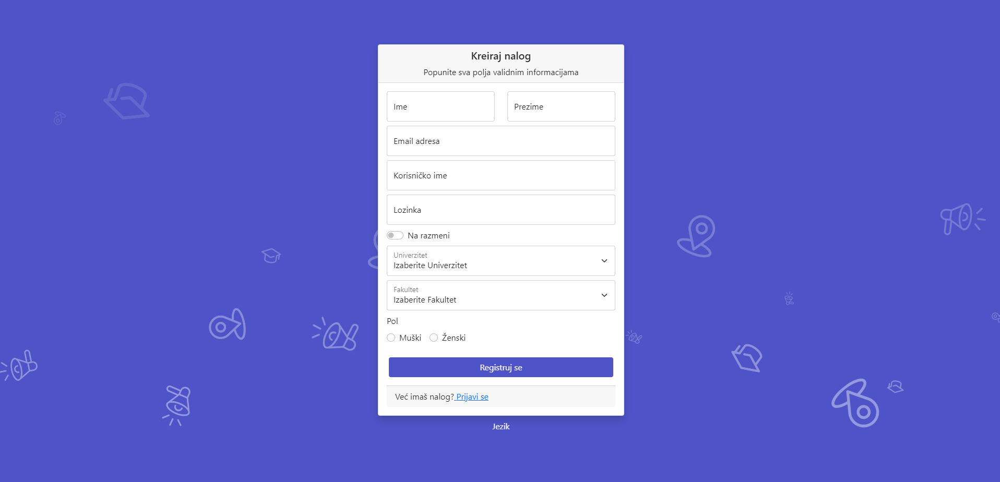 Kreiraj nalog
Popunite sva polja validnim informacijama
Ime
Prezime
Email adresa
Korisničko ime
Lozinka
Na razmeni
Univerzitet
Izaberite Univerzitet
Fakultet
Izaberite Fakultet
Pol
Muški Ženski
Registruj se
Već imaš nalog? Prijavi se
Jezik